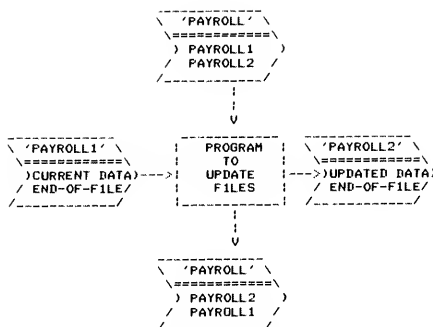 'PAYROLL'
PAYROLL1
PAYROLL2
'PAYROLL1'
CURRENT DATA
END-OF-F1LE
PROGRAM
TO
UPDATE
F1LES
'PAYROLL2'
UPDATED DATA
END-OF-F1LE
'PAYROLL'
PAYROLL2
PAYROLL1